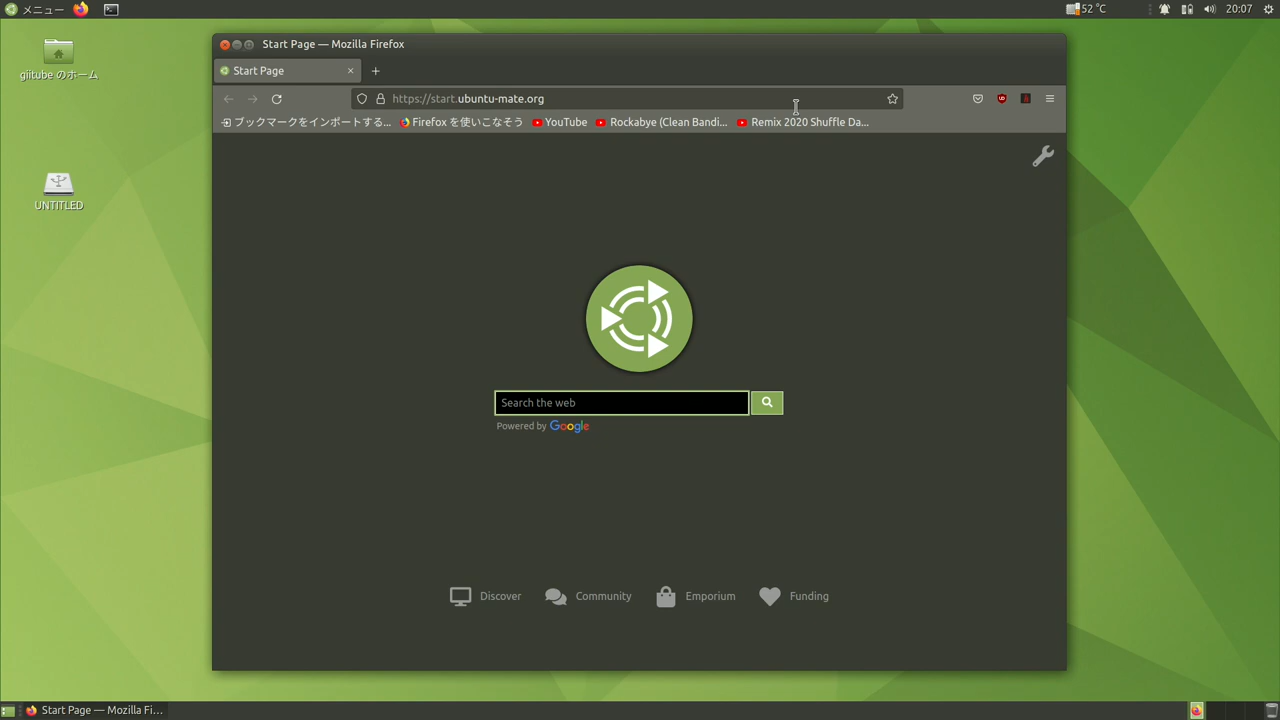 メニュー
52 ℃
20:07
giitube のホーム
UNTITLED
Start Page — Mozilla Firefox
Start Page
https://start.ubuntu-mate.org
ブックマークをインポートする...
Firefox を使いこなそう
YouTube
Rockabye (Clean Bandi...
Remix 2020 Shuffle Da...
Search the web
Powered by Google
Discover
Community
Emporium
Funding
Start Page — Mozilla Fi...